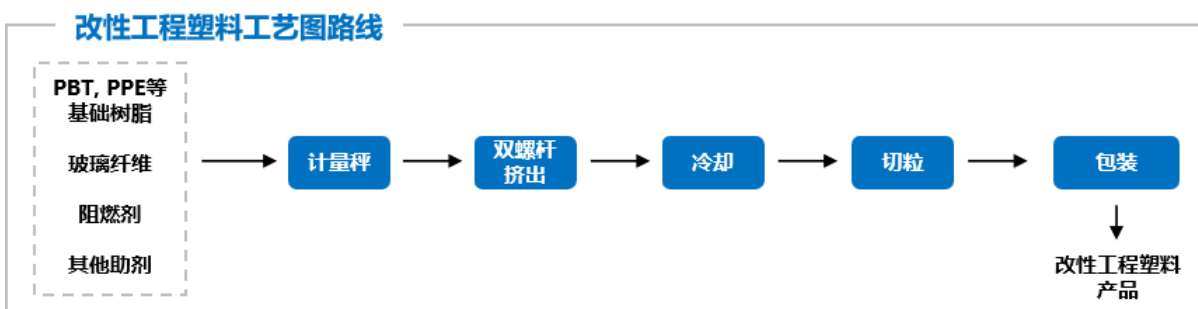 改性工程塑料工艺图路线
PBT, PPE等
基础树脂
玻璃纤维
阻燃剂
其他助剂
计量秤
双螺杆
挤出
冷却
切粒
包装
改性工程塑料
产品